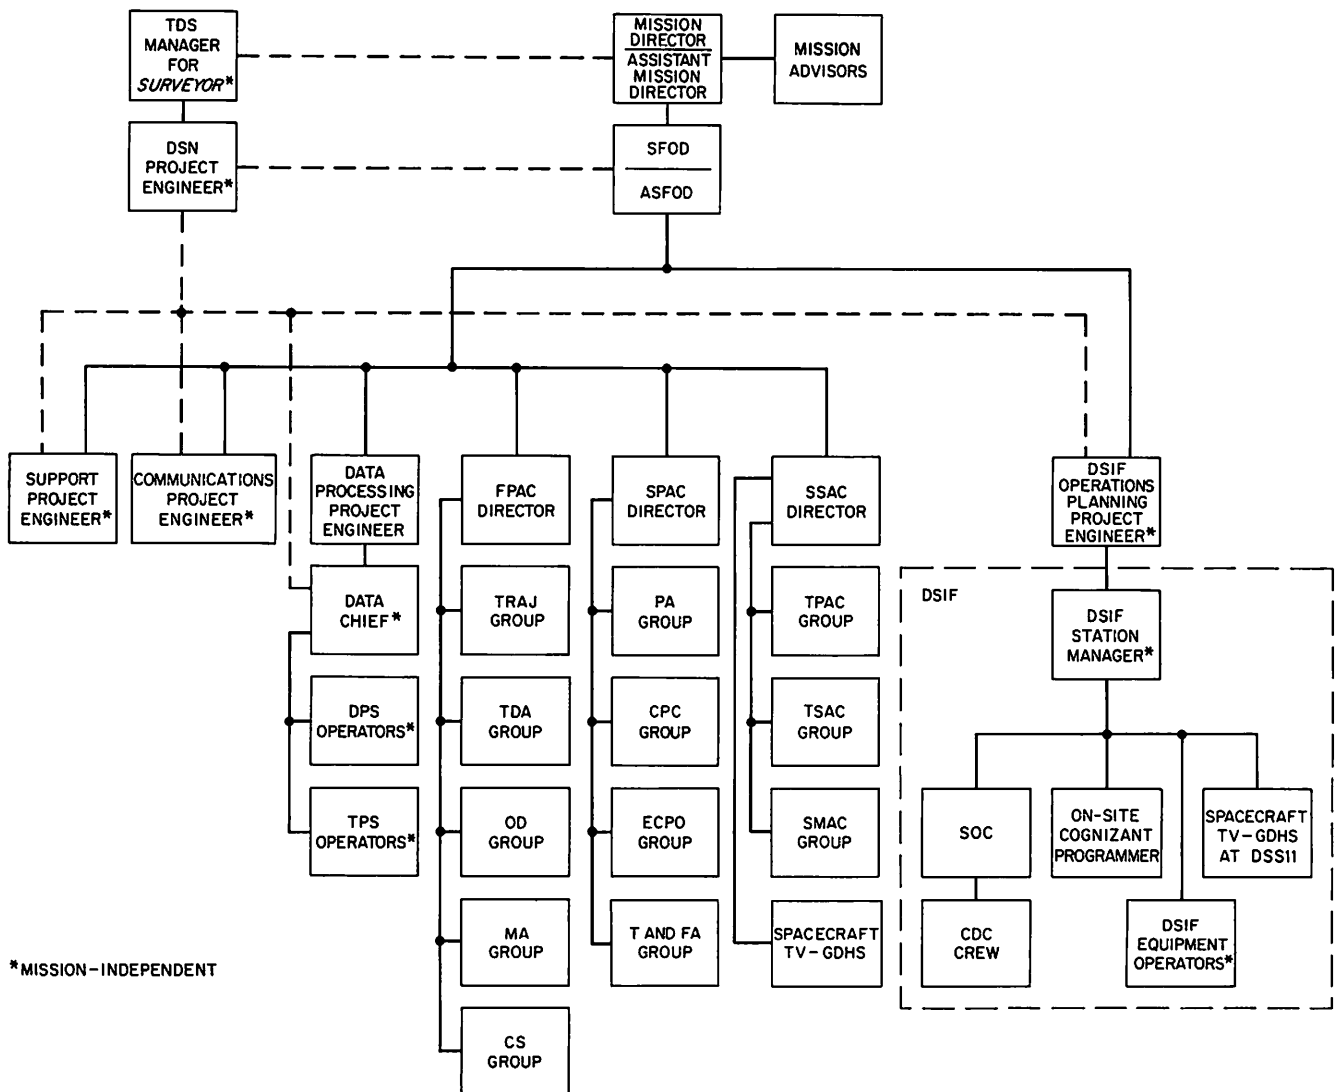 TDS
MANAGER
FOR
SURVEYOR*
MISSION
DIRECTOR
ASSISTANT
MISSION
DIRECTOR
MISSION
ADVISORS
DSN
PROJECT
ENGINEER*
SFOD
ASFOD
SUPPORT
PROJECT
ENGINEER*
COMMUNICATIONS
PROJECT
ENGINEER*
DATA
PROCESSING
PROJECT
ENGINEER
FPAC
DIRECTOR
SPAC
DIRECTOR
SSAC
DIRECTOR
DSIF
OPERATIONS
PLANNING
PROJECT
ENGINEER*
DATA
CHIEF*
TRAJ
GROUP
PA
GROUP
TPAC
GROUP
DSIF
DSIF
STATION
MANAGER*
DPS
OPERATORS*
TDA
GROUP
CPC
GROUP
TSAC
GROUP
TPS
OPERATORS*
OD
GROUP
ECPO
GROUP
SMAC
GROUP
SOC
ON-SITE
COGNIZANT
PROGRAMMER
SPACECRAFT
TV-GDHS
AT DSS11
MA
GROUP
T AND FA
GROUP
SPACECRAFT
TV-GDHS
CDC
CREW
DSIF
EQUIPMENT
OPERATORS*
*MISSION-INDEPENDENT
CS
GROUP